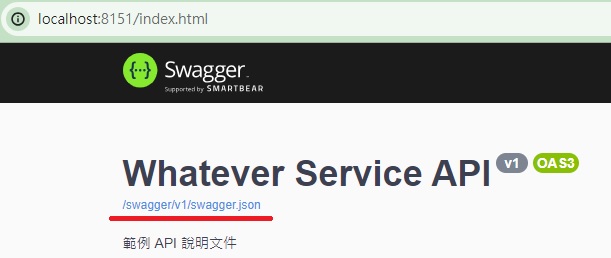 localhost:8151/index.html
{···} Swagger.
Supported by SMARTBEAR
Whatever Service API v1 OAS3
/swagger/v1/swagger.json
範例 API 說明文件